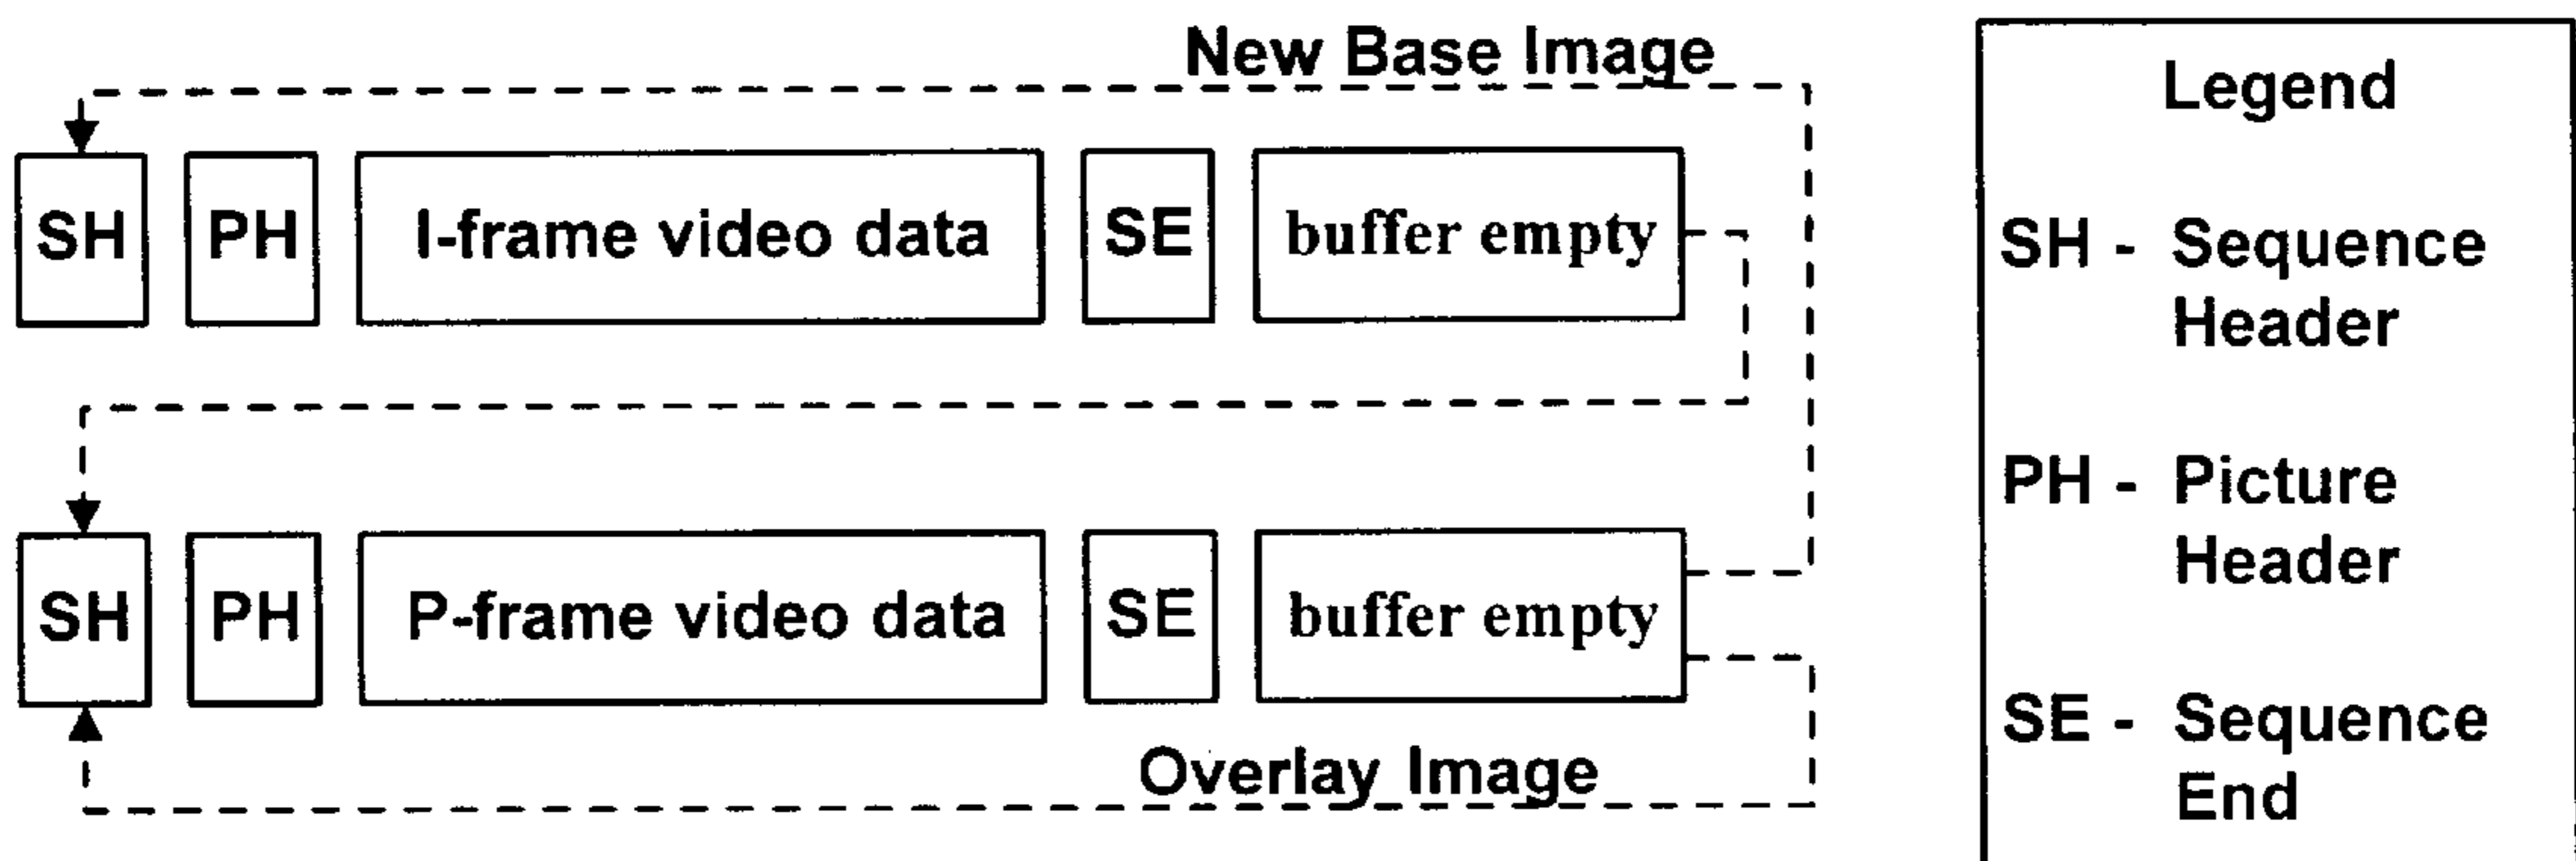 New Base Image
SH PH I-frame video data SE buffer empty
SH PH P-frame video data SE buffer empty
Overlay Image
Legend
SH - Sequence
Header
PH - Picture
Header
SE - Sequence
End